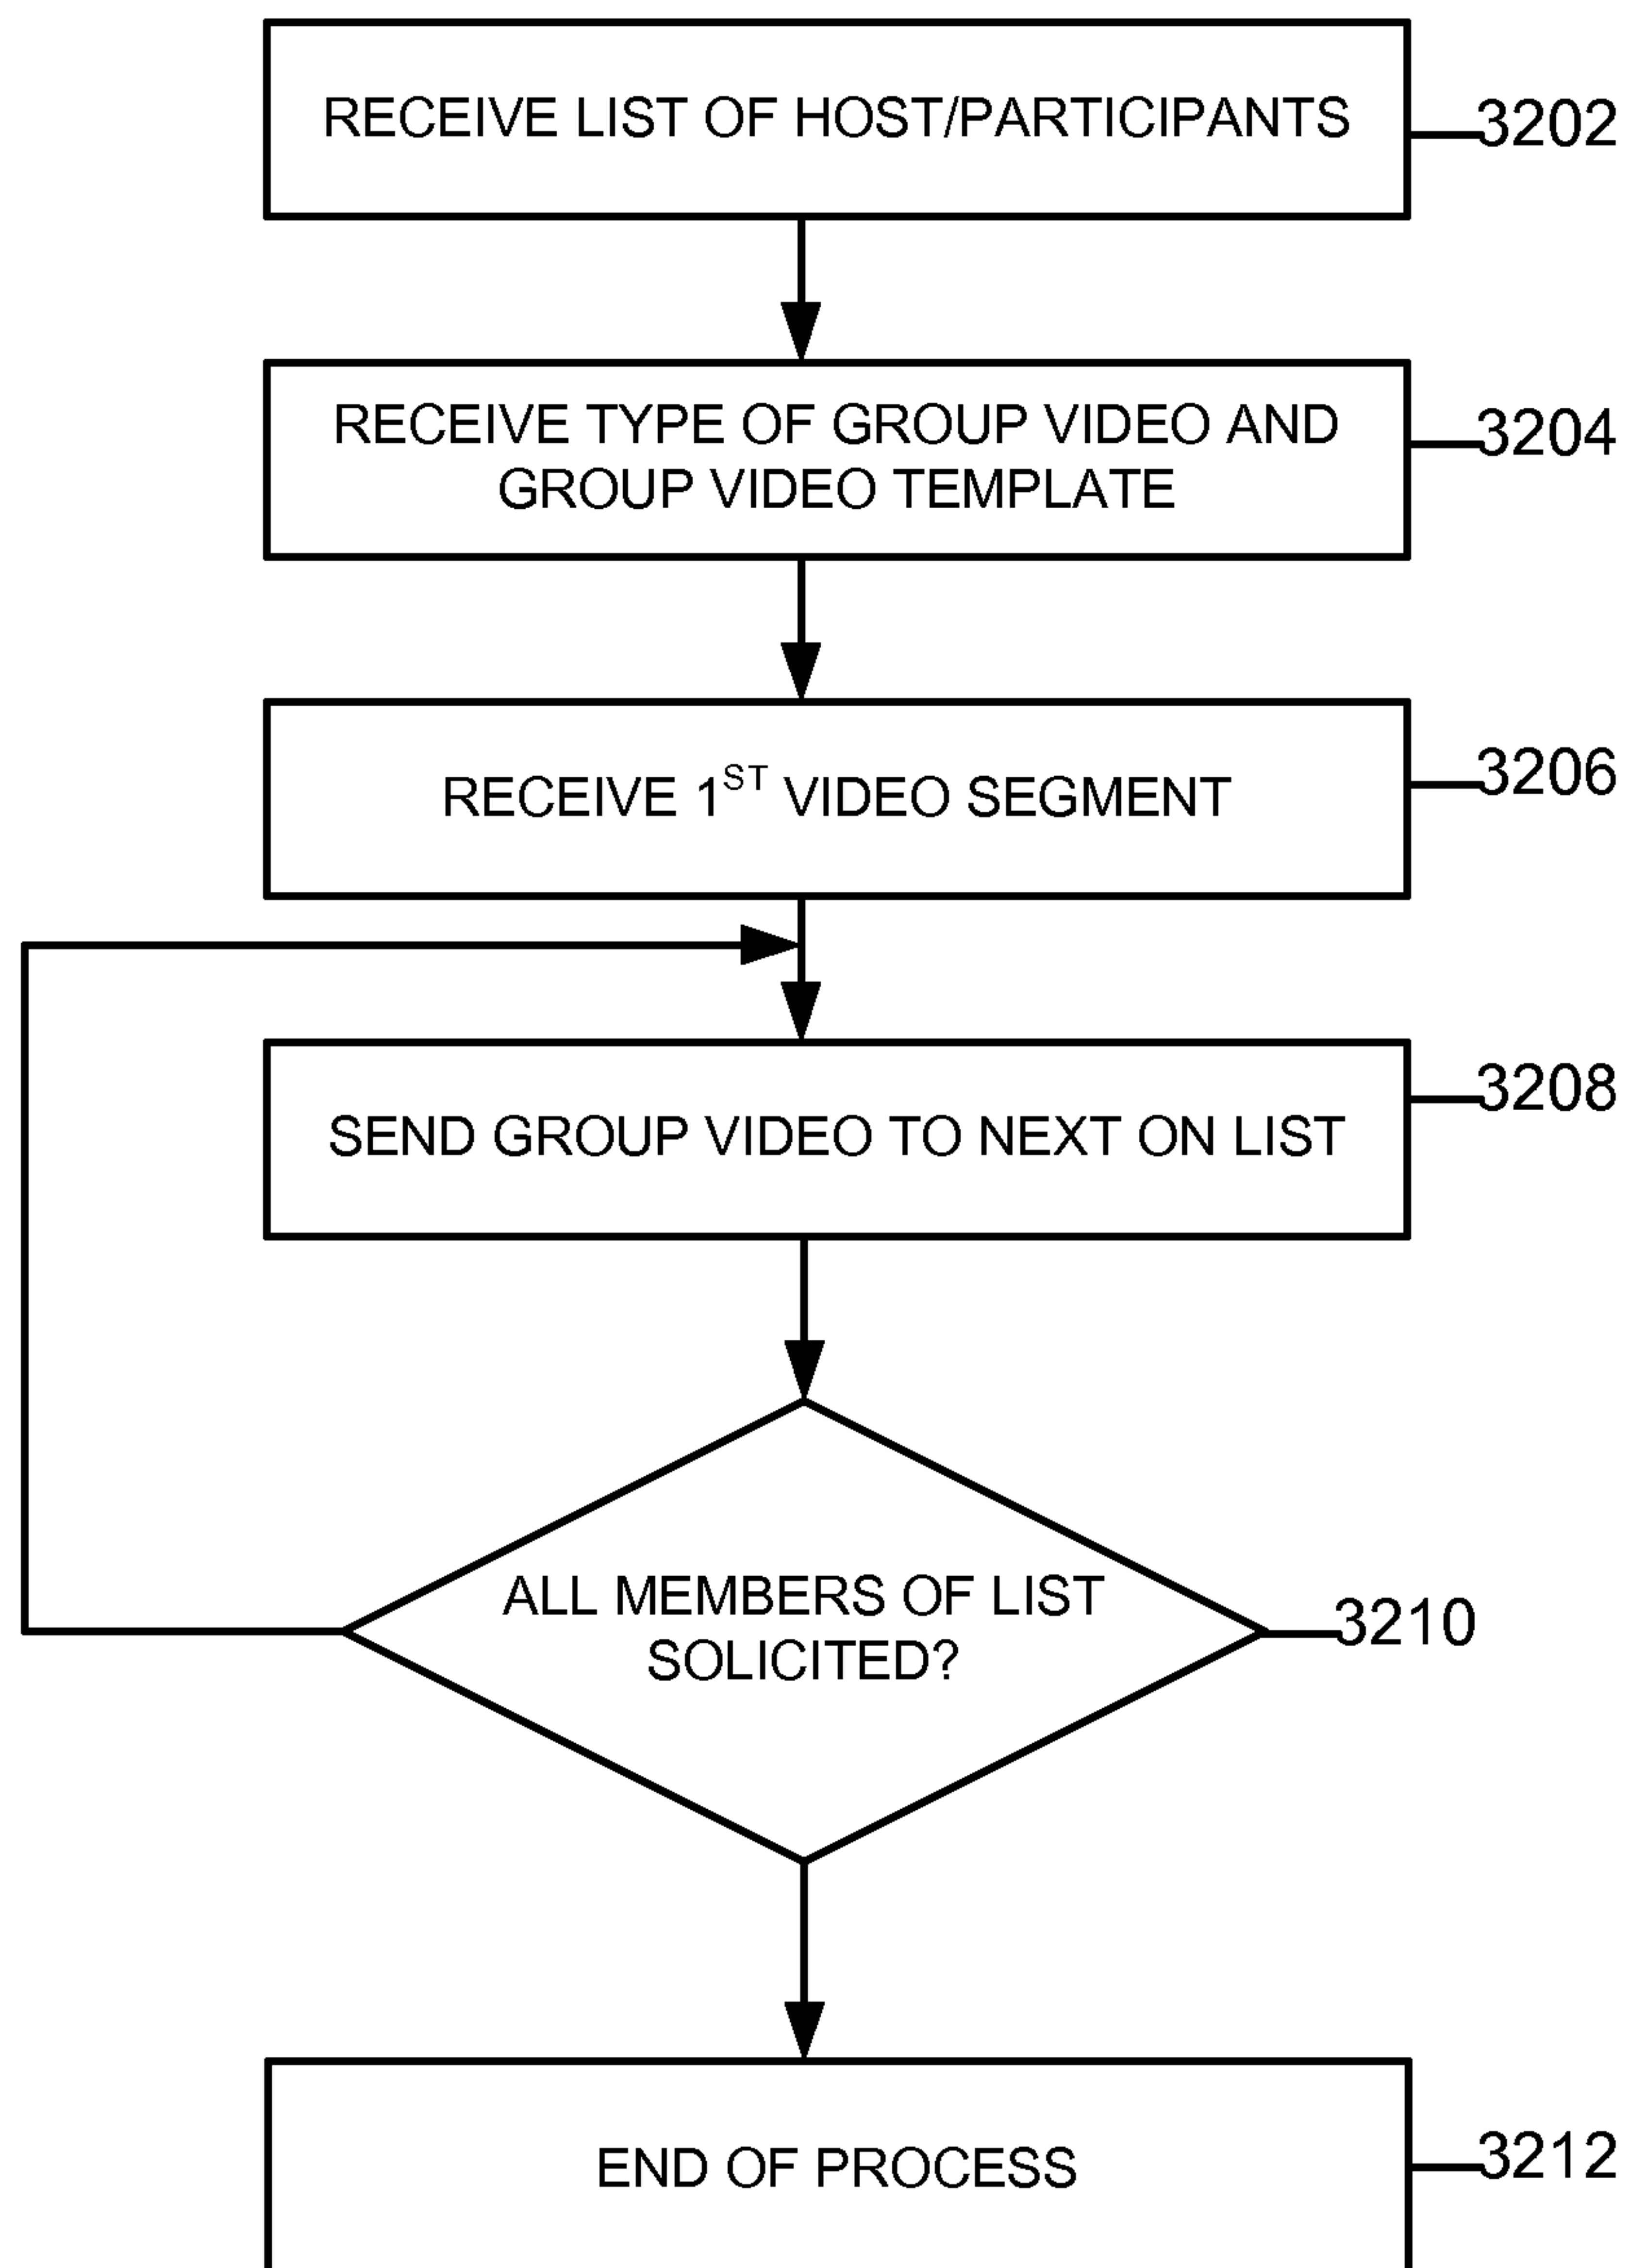 RECEIVE LIST OF HOST/PARTICIPANTS
3202
RECEIVE TYPE OF GROUP VIDEO AND
GROUP VIDEO TEMPLATE
3204
RECEIVE 1ST VIDEO SEGMENT
3206
SEND GROUP VIDEO TO NEXT ON LIST
3208
ALL MEMBERS OF LIST
SOLICITED?
3210
END OF PROCESS
3212